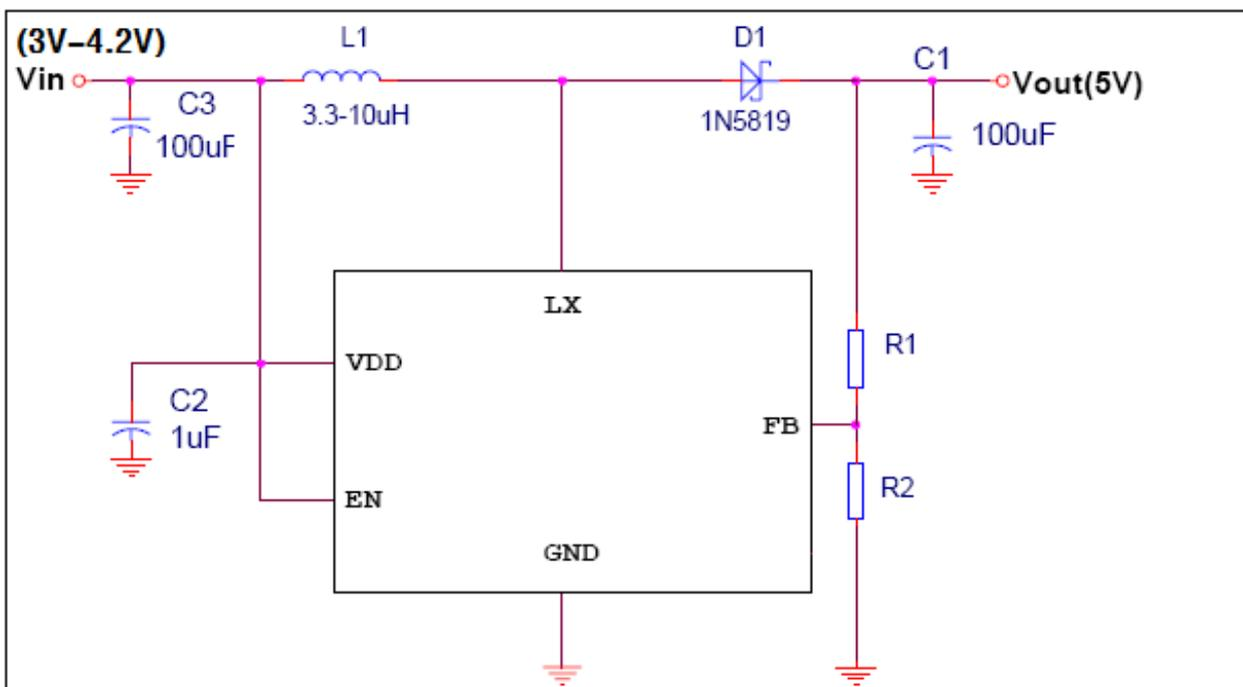 (3V-4.2V)
Vin
L1
3.3-10uH
D1
1N5819
C1
100uF
Vout(5V)
C3
100uF
LX
VDD
C2
1uF
EN
GND
FB
R1
R2